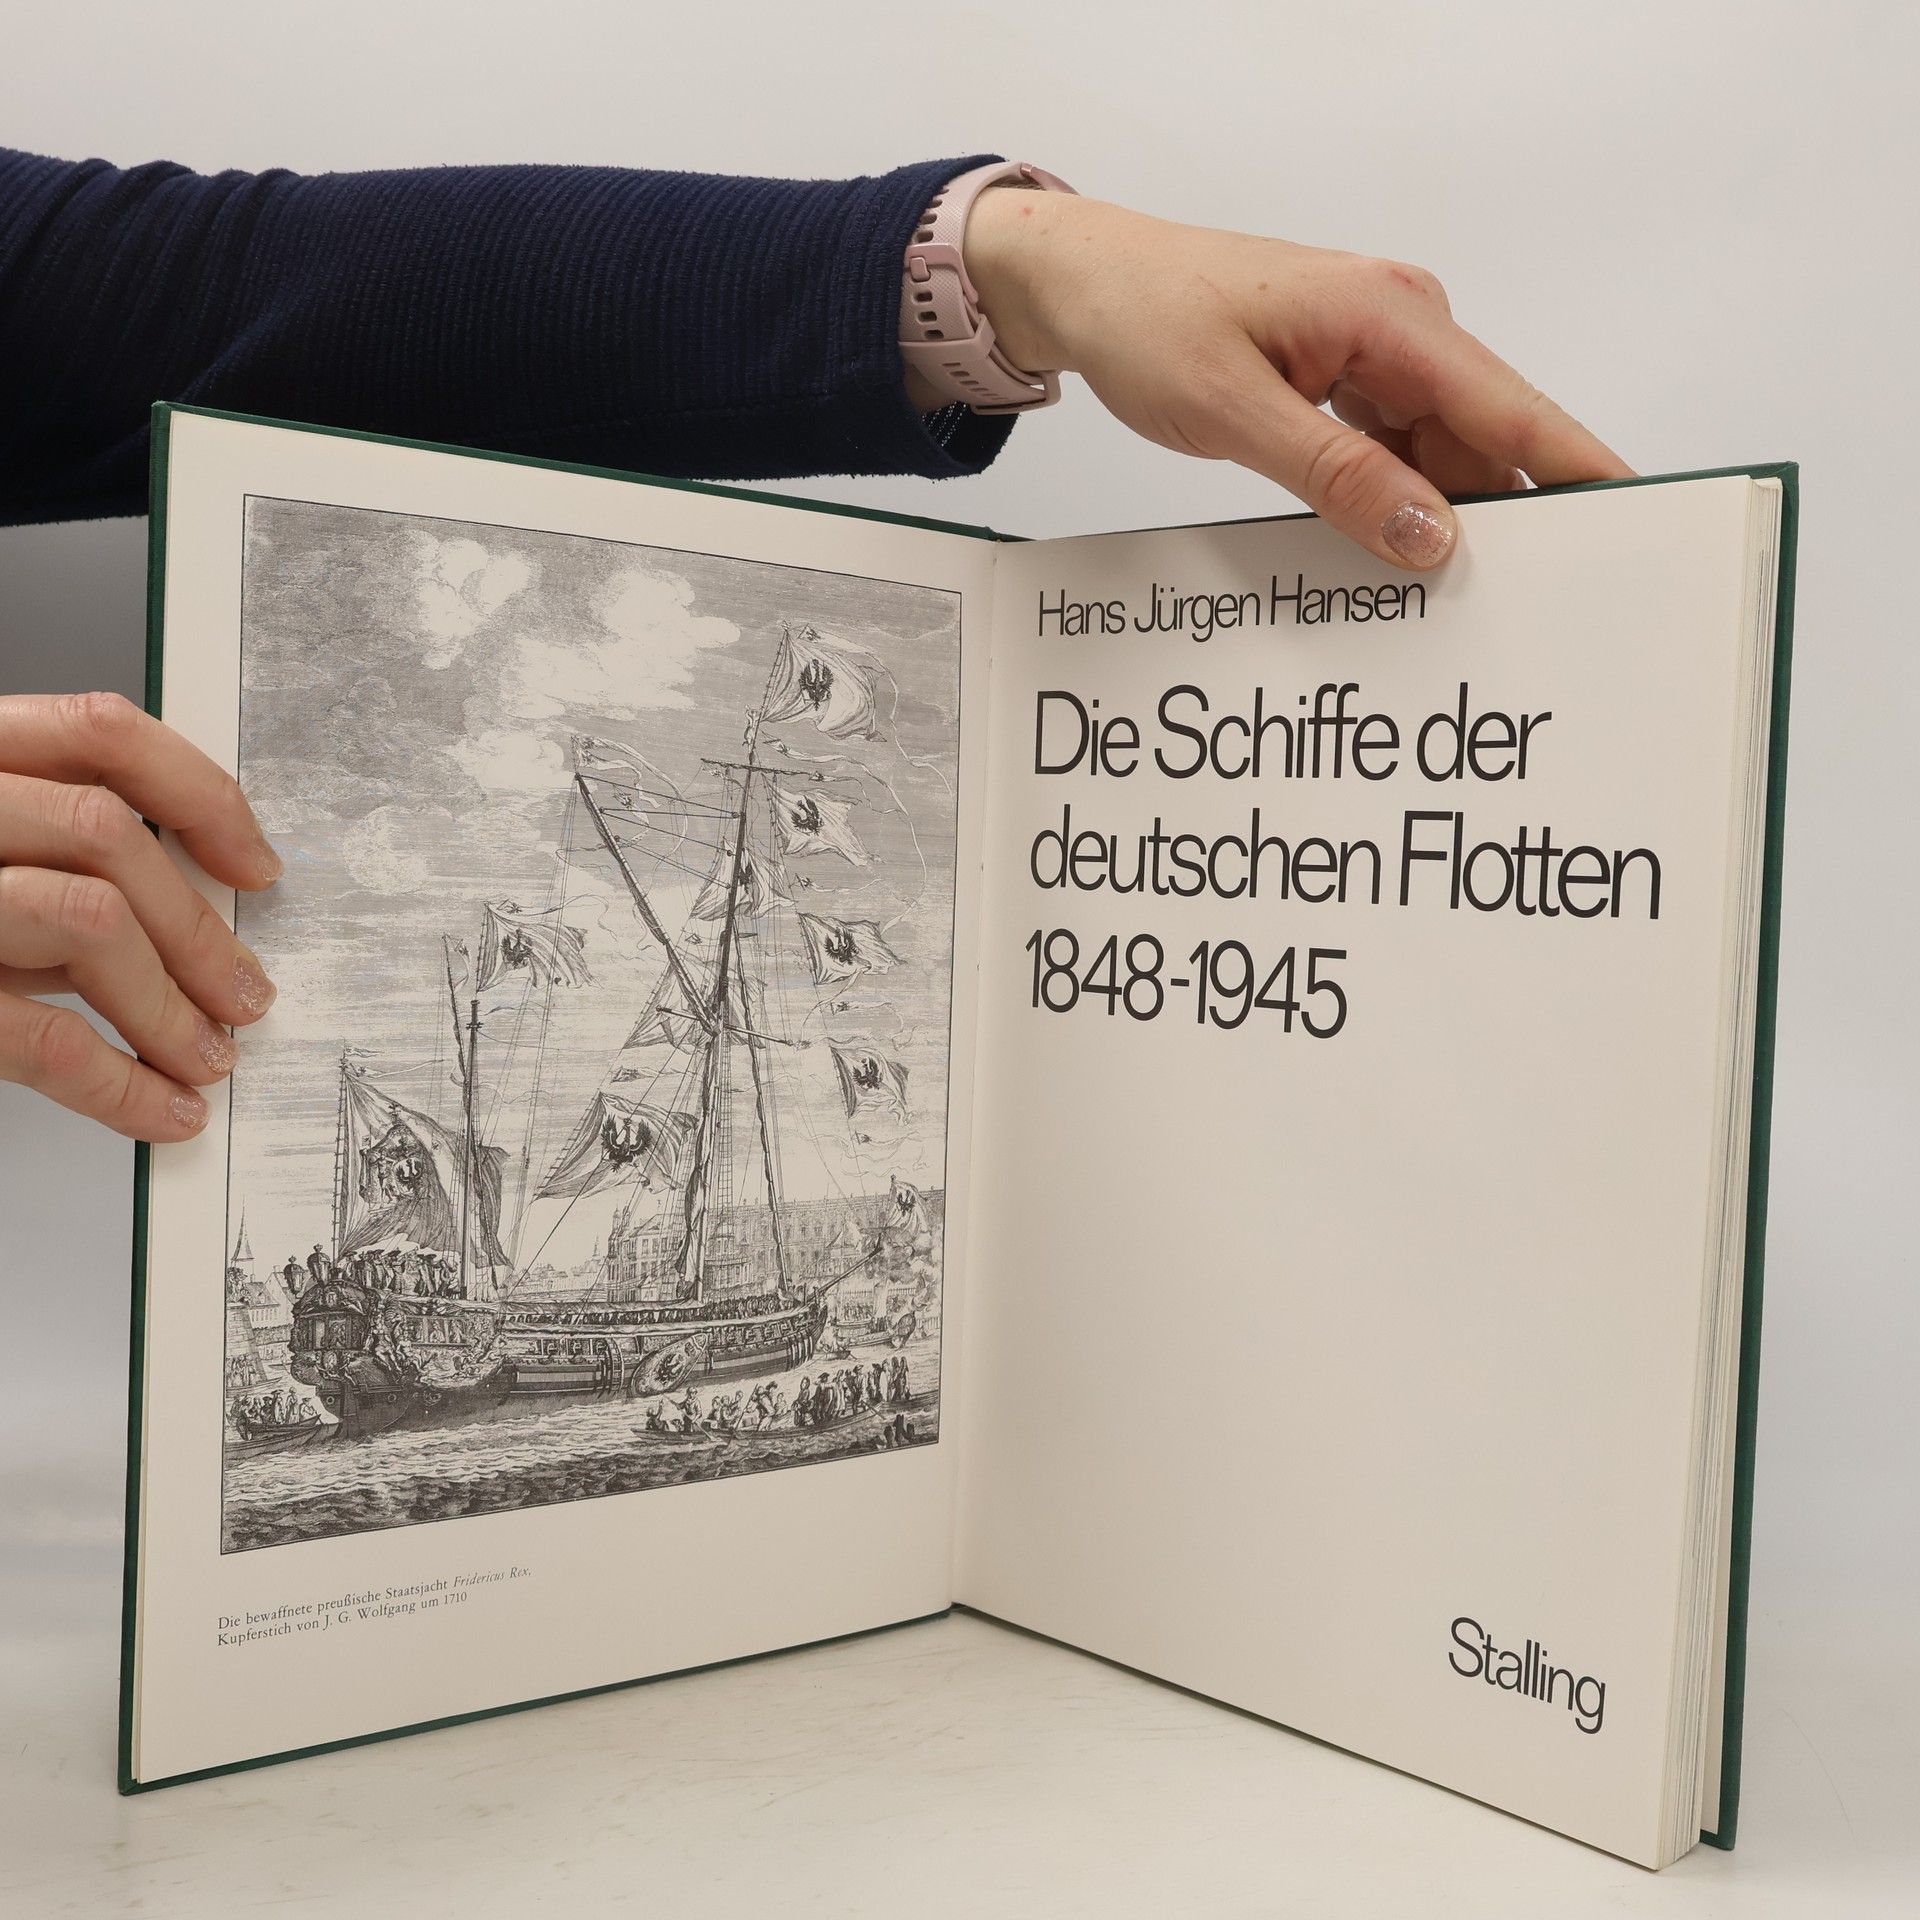 Die bewaffnete preußische Staatsjacht Fridericus Rex,
Kupferstich von J. G. Wolfgang um 1710
Hans Jürgen Hansen
Die Schiffe der
deutschen Flotten
1848-1945
Stalling